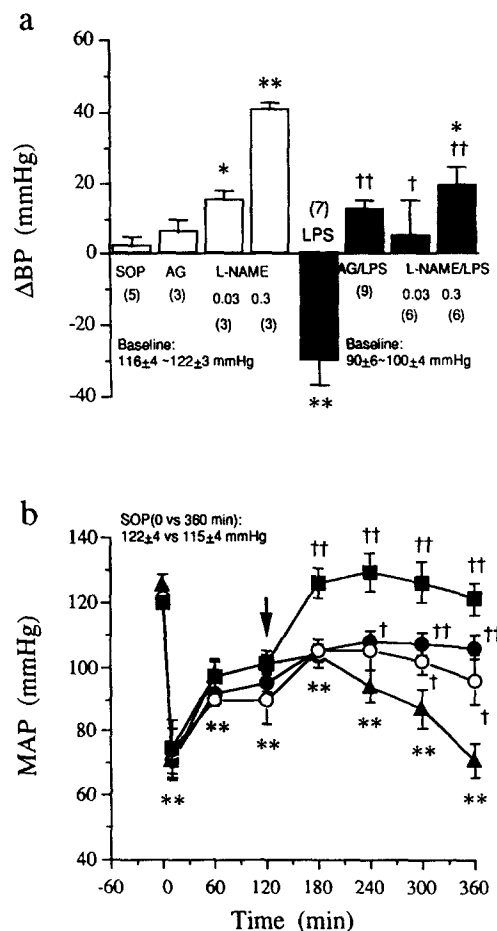 a
ΔBP (mmHg)
60
40
20
0
-20
-40
**
*
*
††
†
††
(7)
LPS
SOP AG L-NAME AG/LPS L-NAME/LPS
(5) (3) 0.03 0.3 (9) 0.03 0.3
(3) (3) (6) (6)
Baseline:
116±4 ~122±3 mmHg
Baseline:
90±6~100±4 mmHg
**
b
SOP(0 vs 360 min):
122±4 vs 115±4 mmHg
MAP (mmHg)
140
120
100
80
60
40
†† †† †† ††
† †† ††
† †
** ** ** ** ** ** **
-60 0 60 120 180 240 300 360
Time (min)